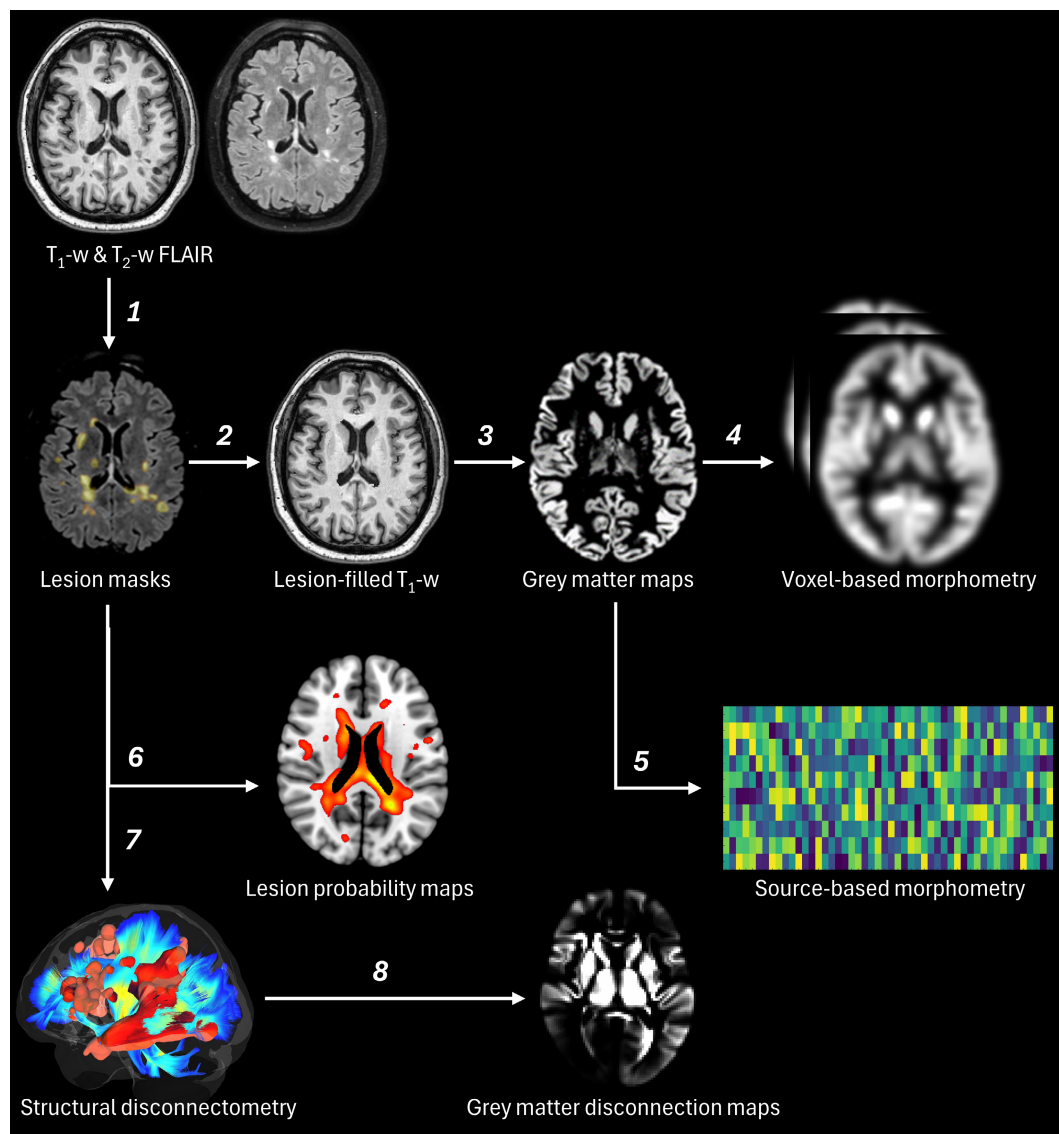 T₁-w & T₂-w FLAIR
1
2
3
4
Lesion masks
Lesion-filled T₁-w
Grey matter maps
Voxel-based morphometry
6
5
7
Lesion probability maps
Source-based morphometry
8
Structural disconnectometry
Grey matter disconnection maps